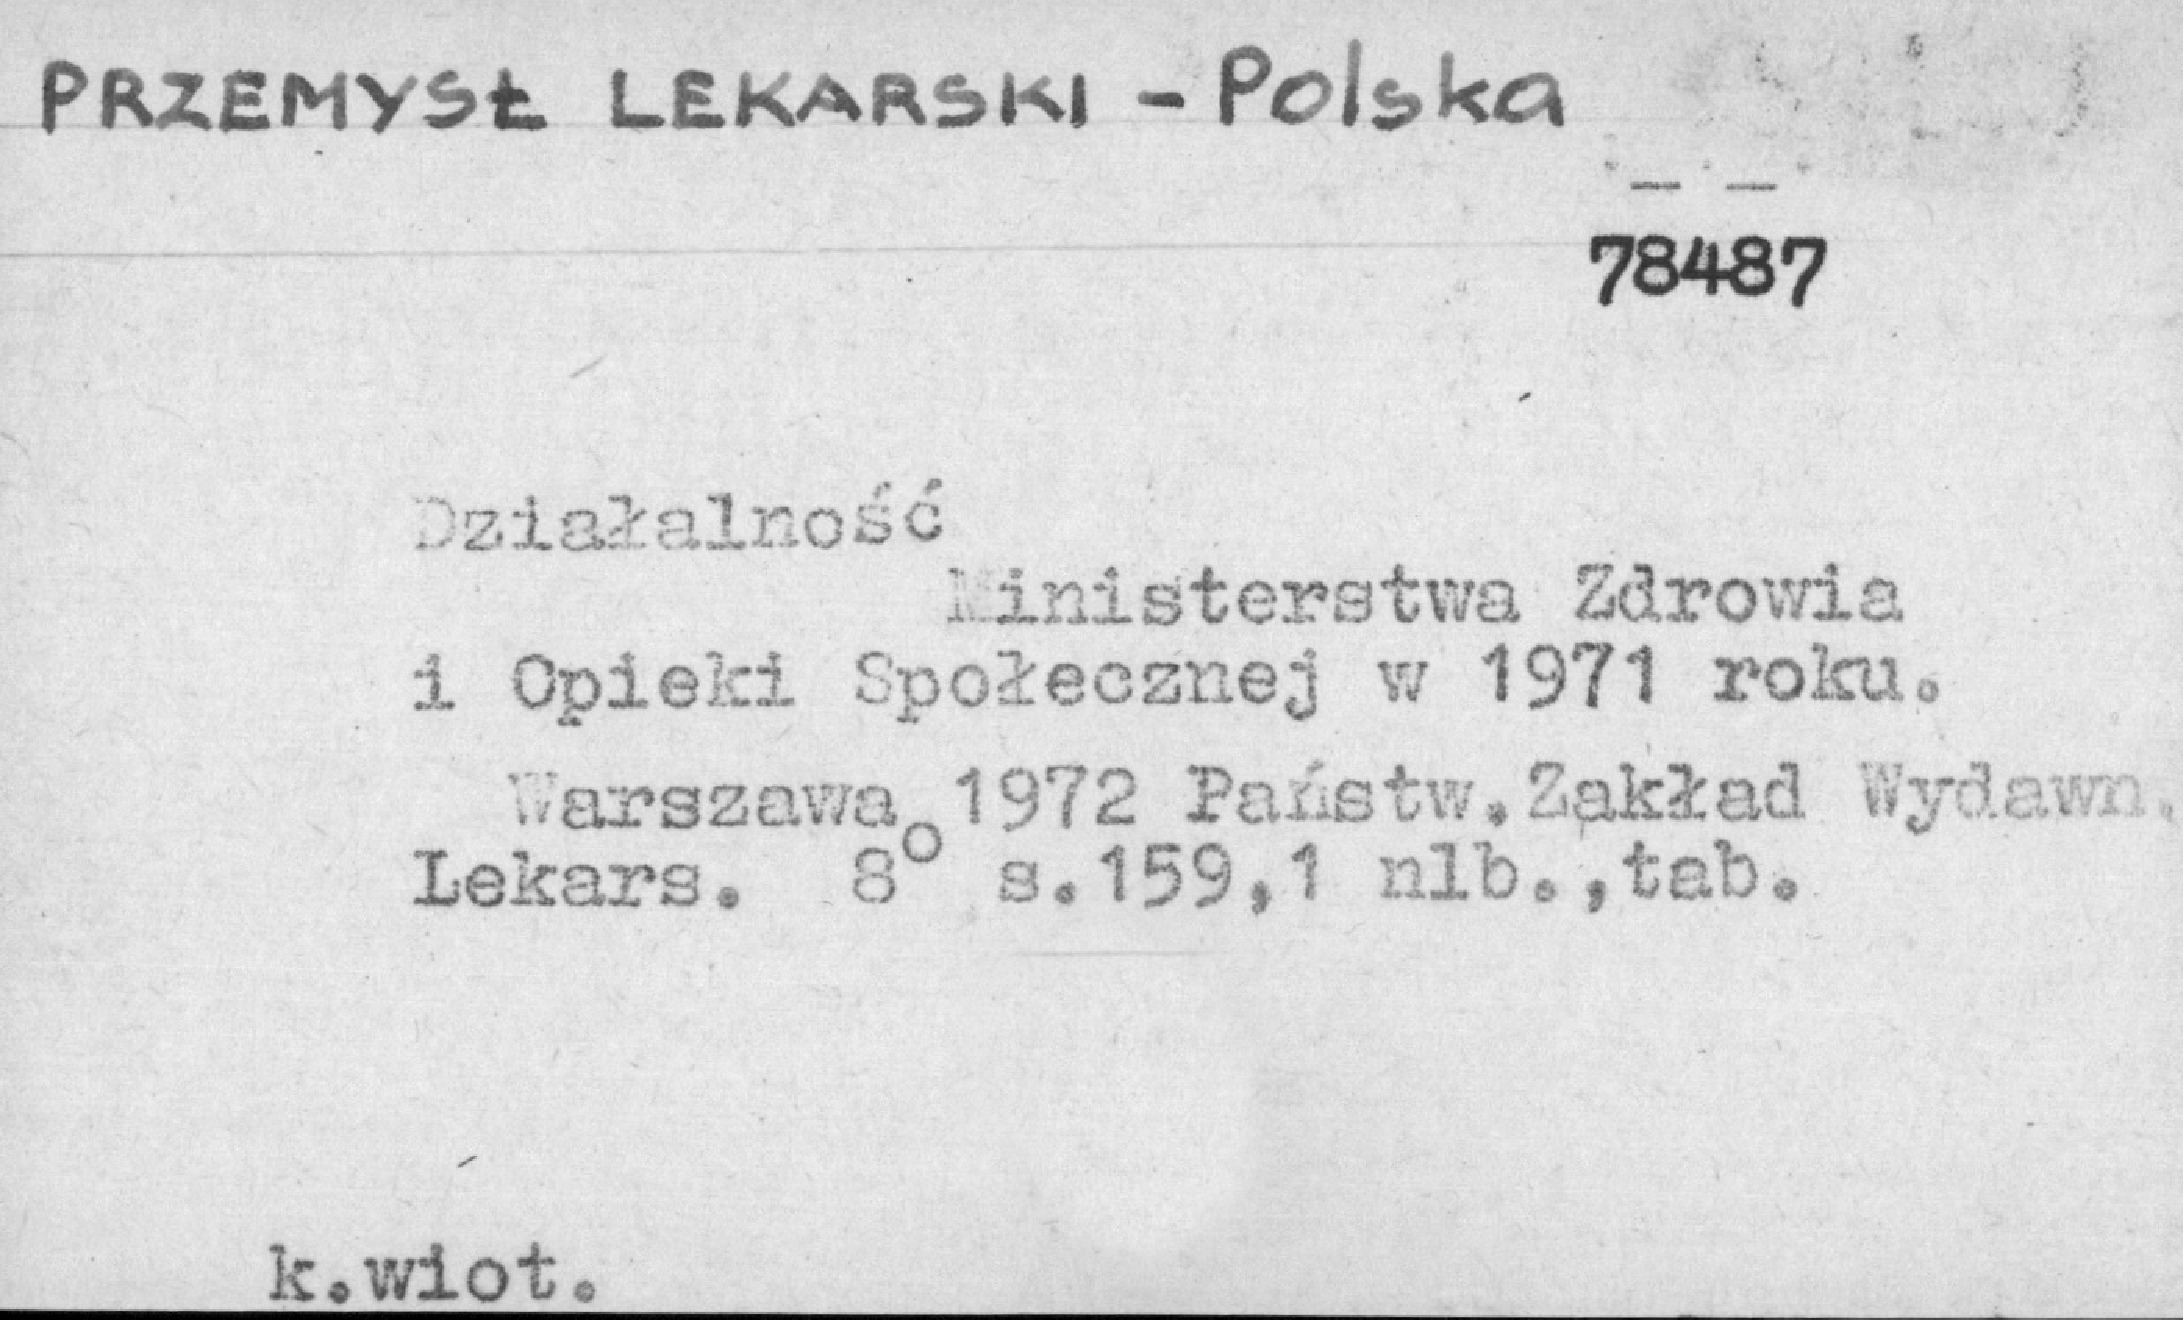 PRZEMYSŁ LEKARSKI - Polska
78487
Działalność
Ministerstwa Zdrowia
i Opieki Społecznej w 1971 roku.
Warszawa 1972 Państw.Zakład Wydawn.
Lekars. 8° s.159,1 nlb.,tab.
k.wiot.